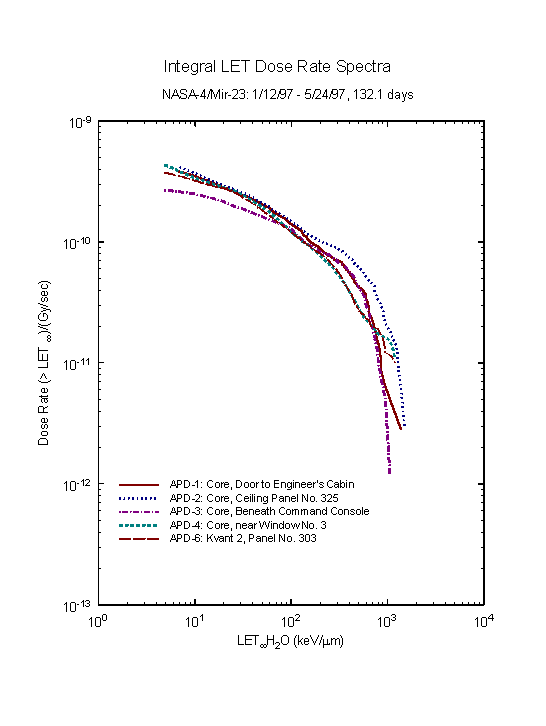 Integral LET Dose Rate Spectra
NASA-4/Mir-23: 1/12/97 - 5/24/97, 132.1 days
10⁻⁹
10⁻¹⁰
10⁻¹¹
10⁻¹²
10⁻¹³
Dose Rate (> LET ∞)/(Gy/sec)
APD-1: Core, Door to Engineer's Cabin
APD-2: Core, Ceiling Panel No. 325
APD-3: Core, Beneath Command Console
APD-4: Core, near Window No. 3
APD-6: Kvant 2, Panel No. 303
10⁰ 10¹ 10² 10³ 10⁴
LET∞H₂O (keV/μm)